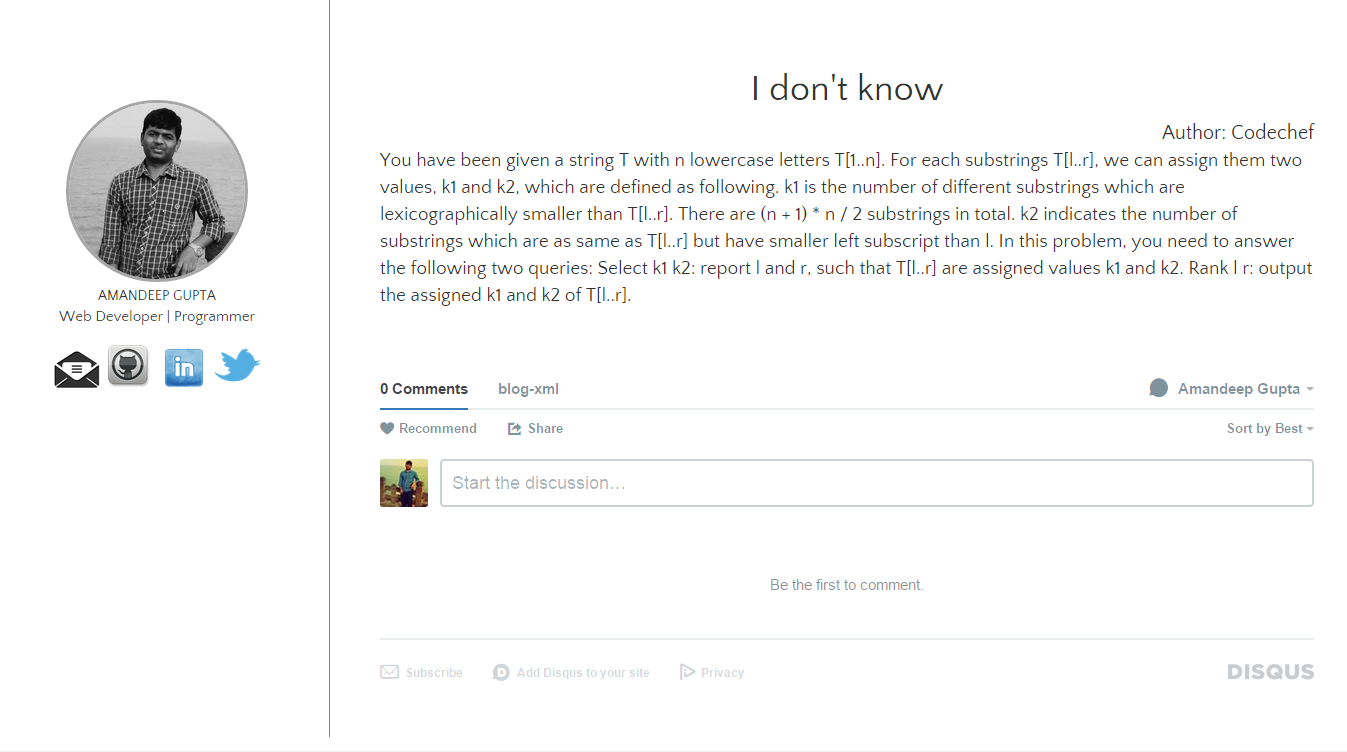 AMANDEEP GUPTA
Web Developer | Programmer
in
I don't know
Author: Codechef
You have been given a string T with n lowercase letters T[1..n]. For each substrings T[l..r], we can assign them two
values, k1 and k2, which are defined as following. k1 is the number of different substrings which are
lexicographically smaller than T[l..r]. There are (n + 1) * n / 2 substrings in total. k2 indicates the number of
substrings which are as same as T[l..r] but have smaller left subscript than l. In this problem, you need to answer
the following two queries: Select k1 k2: report l and r, such that T[l..r] are assigned values k1 and k2. Rank l r: output
the assigned k1 and k2 of T[l..r].
0 Comments blog-xml Amandeep Gupta
Recommend Share Sort by Best
Start the discussion...
Be the first to comment.
Subscribe Add Disqus to your site Privacy DISQUS